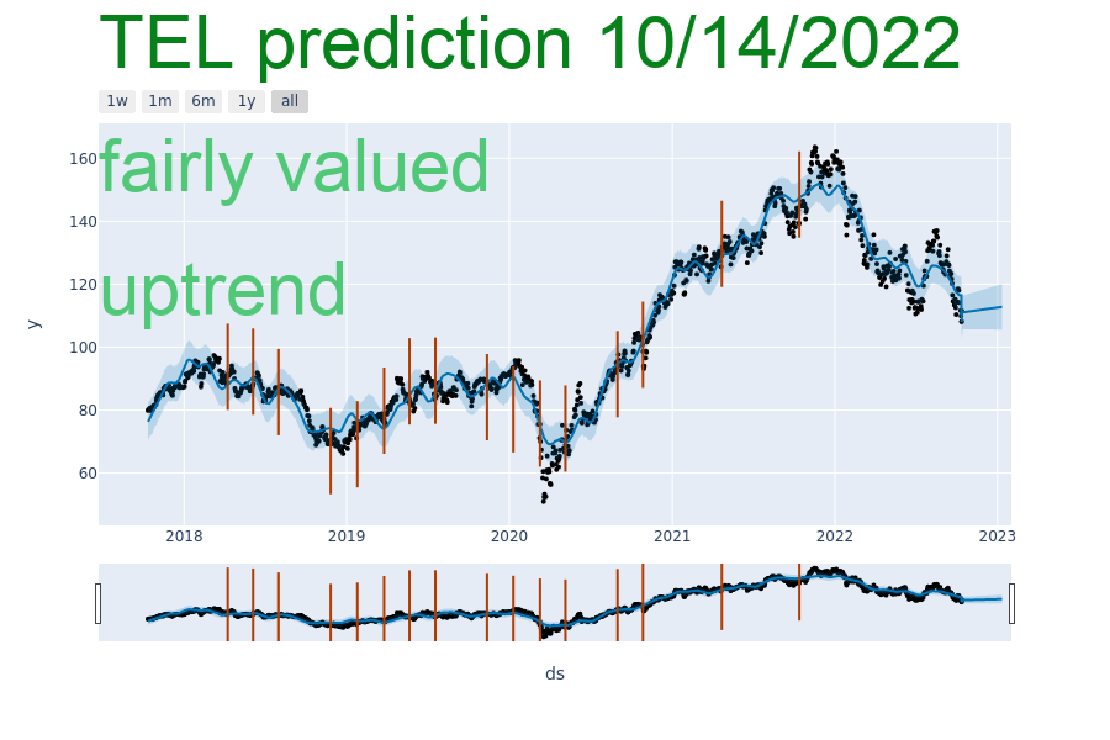 TEL prediction 10/14/2022
1w 1m 6m 1y all
160
fairly valued
140
120
uptrend
100
80
60
y
2018 2019 2020 2021 2022 2023
ds